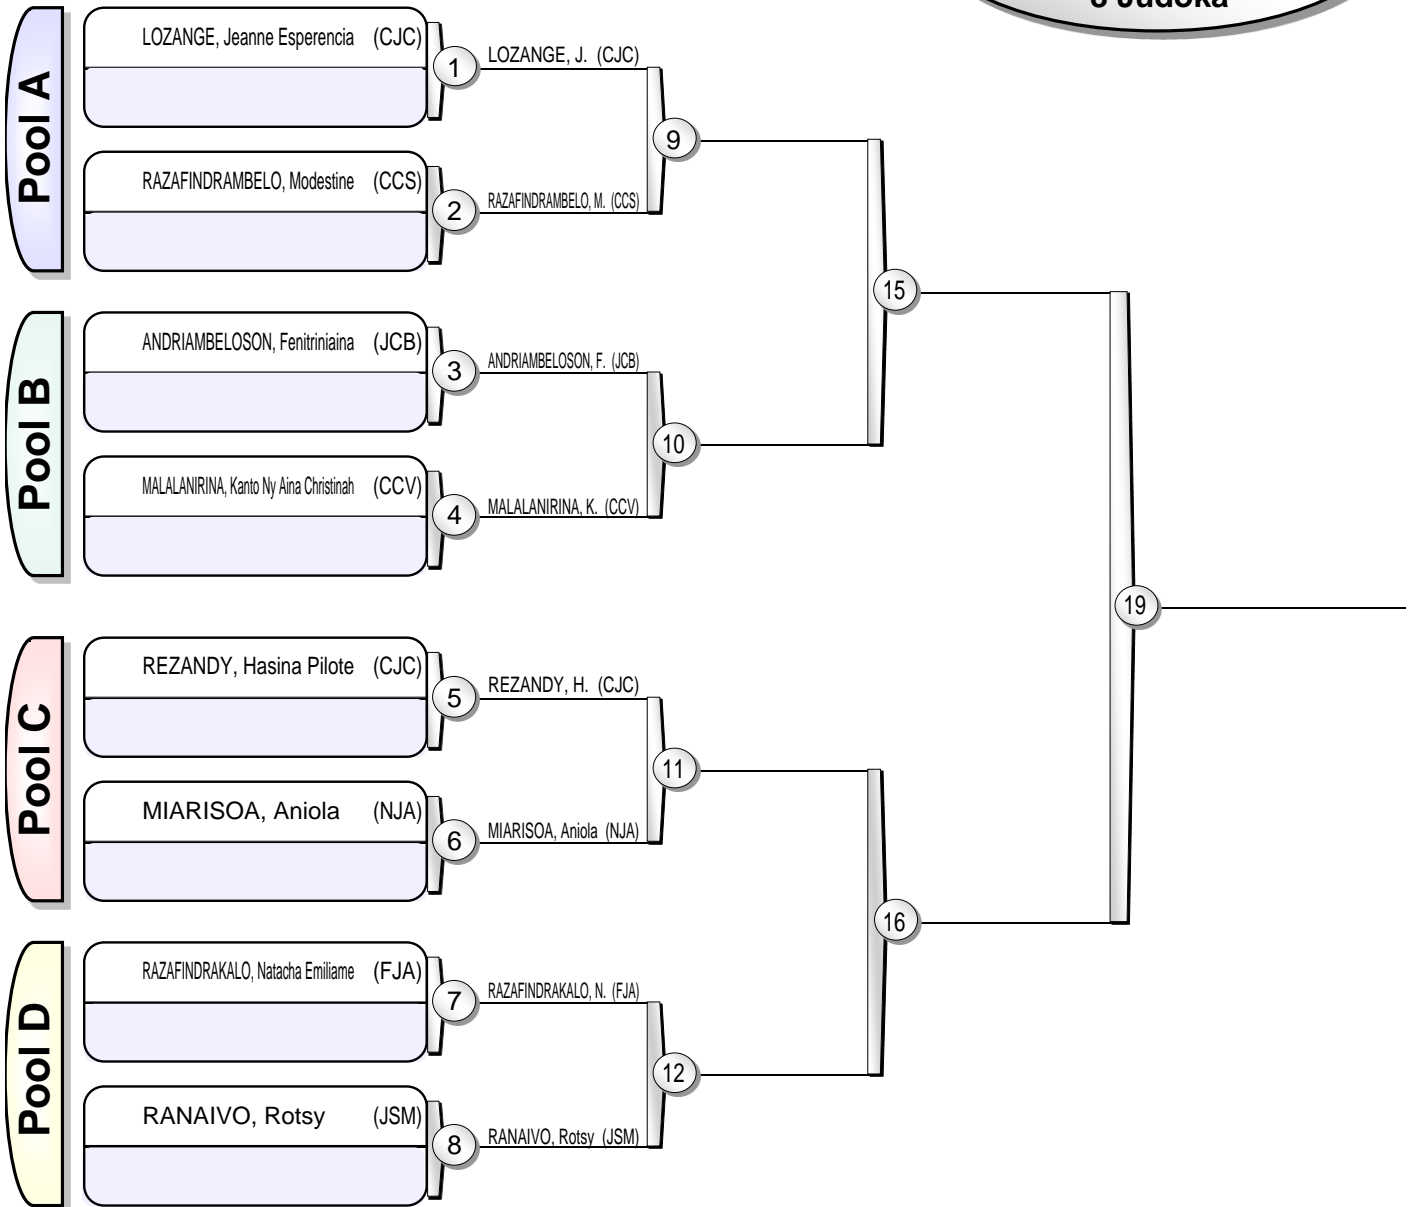 Judoka
Pool A
LOZANGE, Jeanne Esperencia (CJC)
1
LOZANGE, J. (CJC)
9
RAZAFINDRAMBELO, Modestine (CCS)
2
RAZAFINDRAMBELO, M. (CCS)
15
Pool B
ANDRIAMBELOSON, Fenitriniaina (JCB)
3
ANDRIAMBELOSON, F. (JCB)
10
MALALANIRINA, Kanto Ny Aina Christinah (CCV)
4
MALALANIRINA, K. (CCV)
19
Pool C
REZANDY, Hasina Pilote (CJC)
5
REZANDY, H. (CJC)
11
MIARISOA, Aniola (NJA)
6
MIARISOA, Aniola (NJA)
16
Pool D
RAZAFINDRAKALO, Natacha Emiliame (FJA)
7
RAZAFINDRAKALO, N. (FJA)
12
RANAIVO, Rotsy (JSM)
8
RANAIVO, Rotsy (JSM)